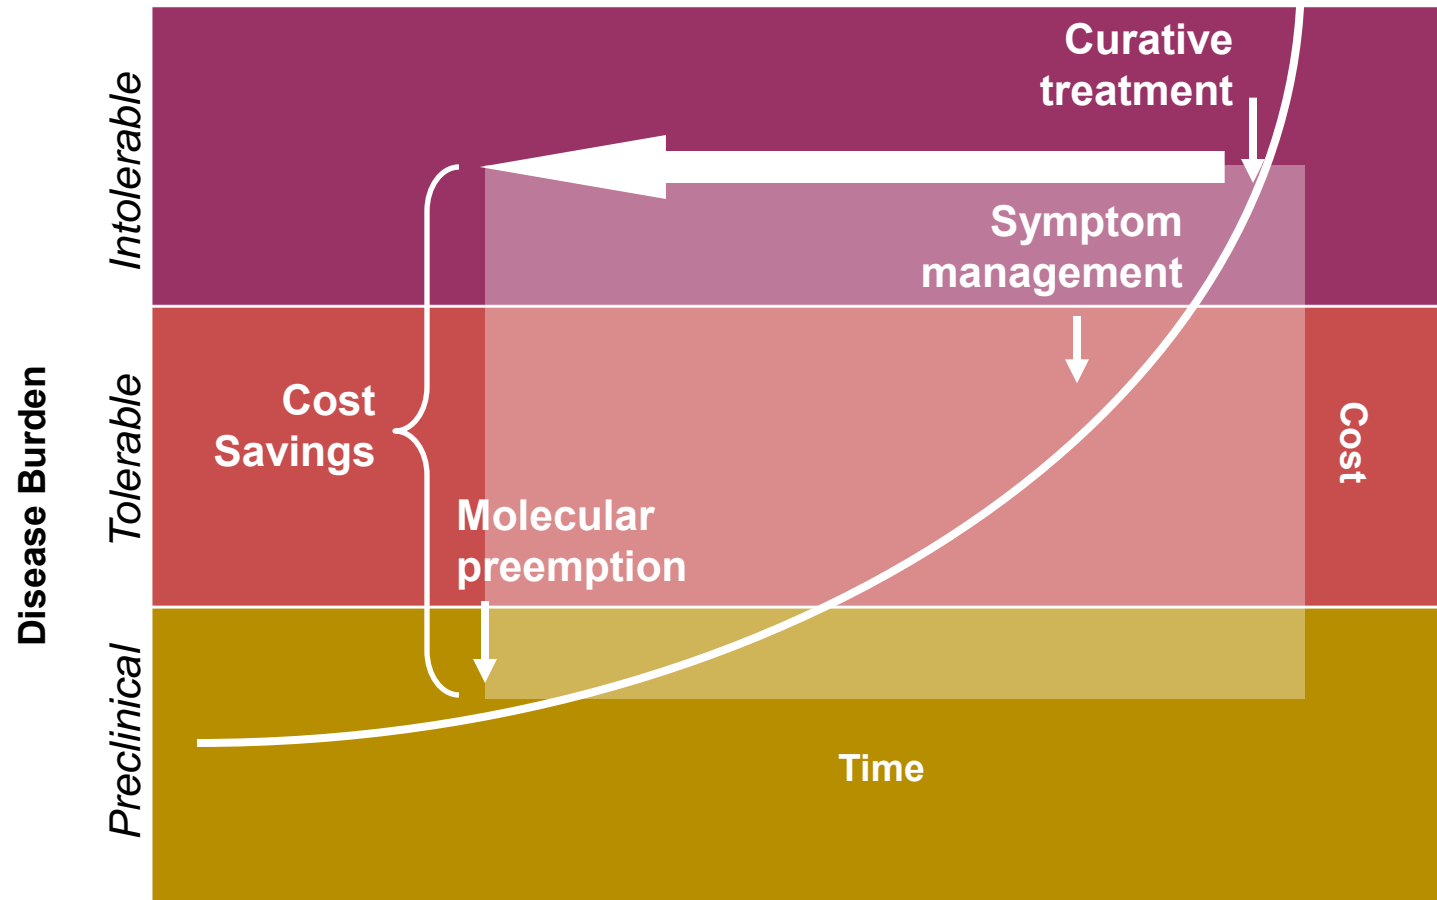 Curative
treatment
Intolerable
Symptom
management
Disease Burden
Tolerable
Cost
Savings
Cost
Molecular
preemption
Preclinical
Time